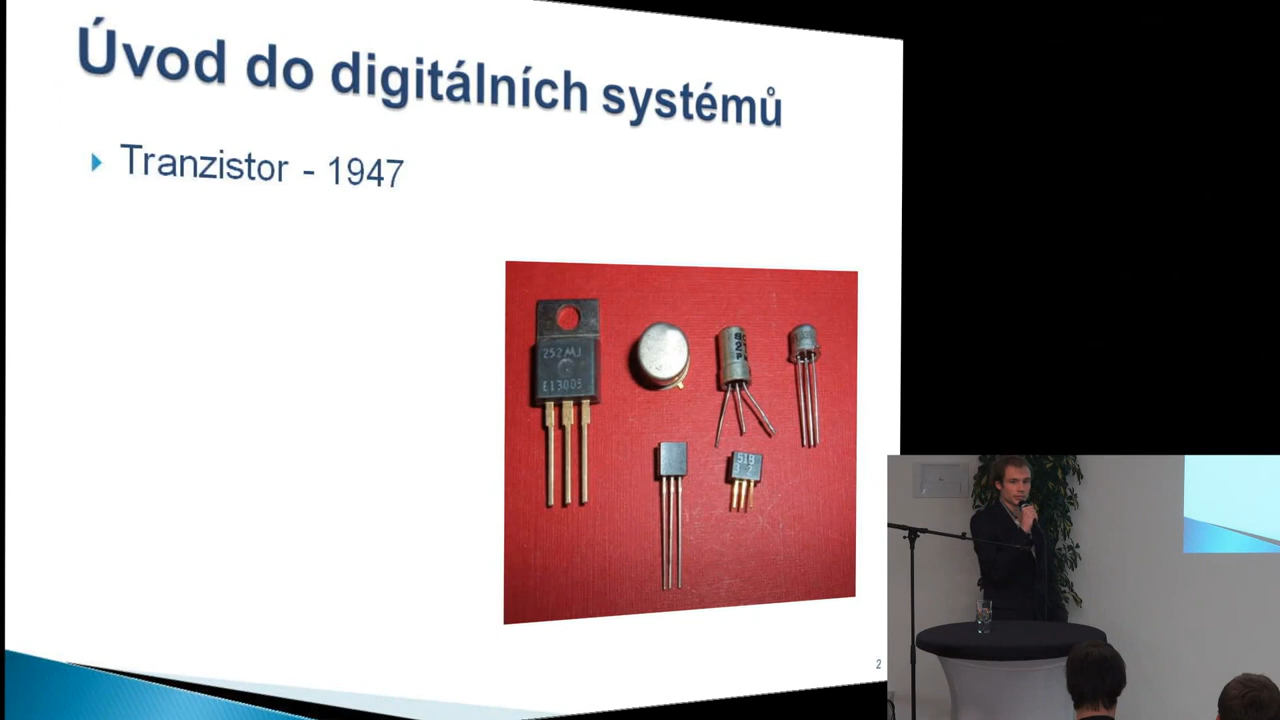 Úvod do digitálních systémů
Tranzistor - 1947
252MJ
E13005
2